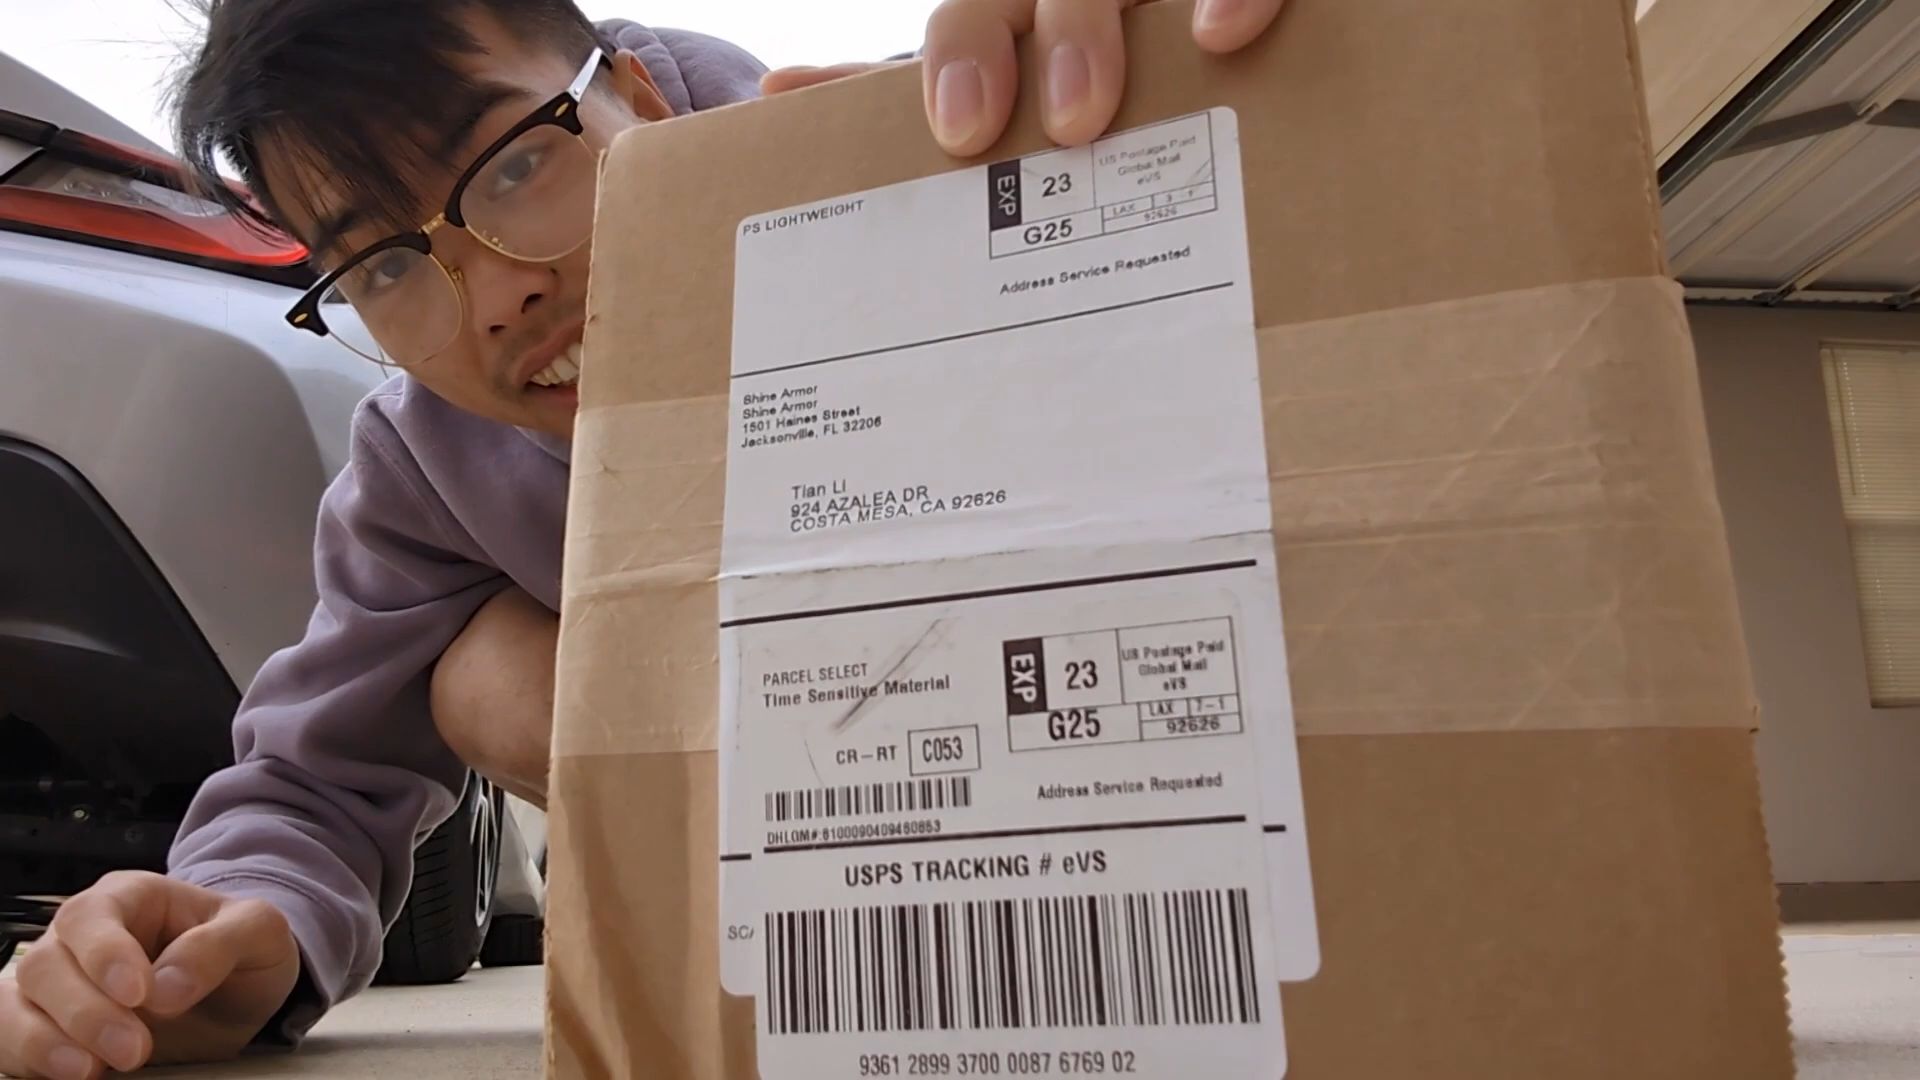 PS LIGHTWEIGHT
EXP
23
US Postage Paid
Global Mail
eVS
G25
LAX
92626
Address Service Requested
Shine Armor
Shine Armor
1501 Haines Street
Jacksonville, FL 32206
Tian Li
924 AZALEA DR
COSTA MESA, CA 92626
PARCEL SELECT
Time Sensitive Material
EXP
23
US Postage Paid
Global Mail
eVS
G25
LAX 7-1
92626
CR-RT C053
Address Service Requested
DHLGM#:6100090409460853
USPS TRACKING # eVS
9361 2899 3700 0087 6769 02